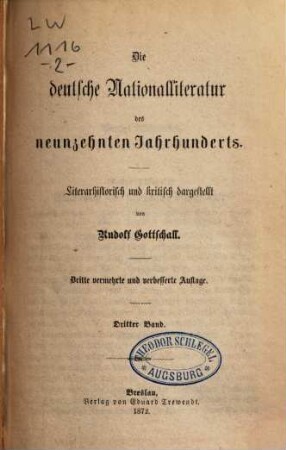 LW
1116
-2-
Die
deutsche Nationalliteratur
des
neunzehnten Jahrhunderts.
Literarhistorisch und kritisch dargestellt
von
Rudolf Gottschall.
Dritte vermehrte und verbesserte Auflage.
Dritter Band.
THEODOR SCHLEGEL
AUGSBURG
Breslau,
Verlag von Eduard Trewendt.
1872.